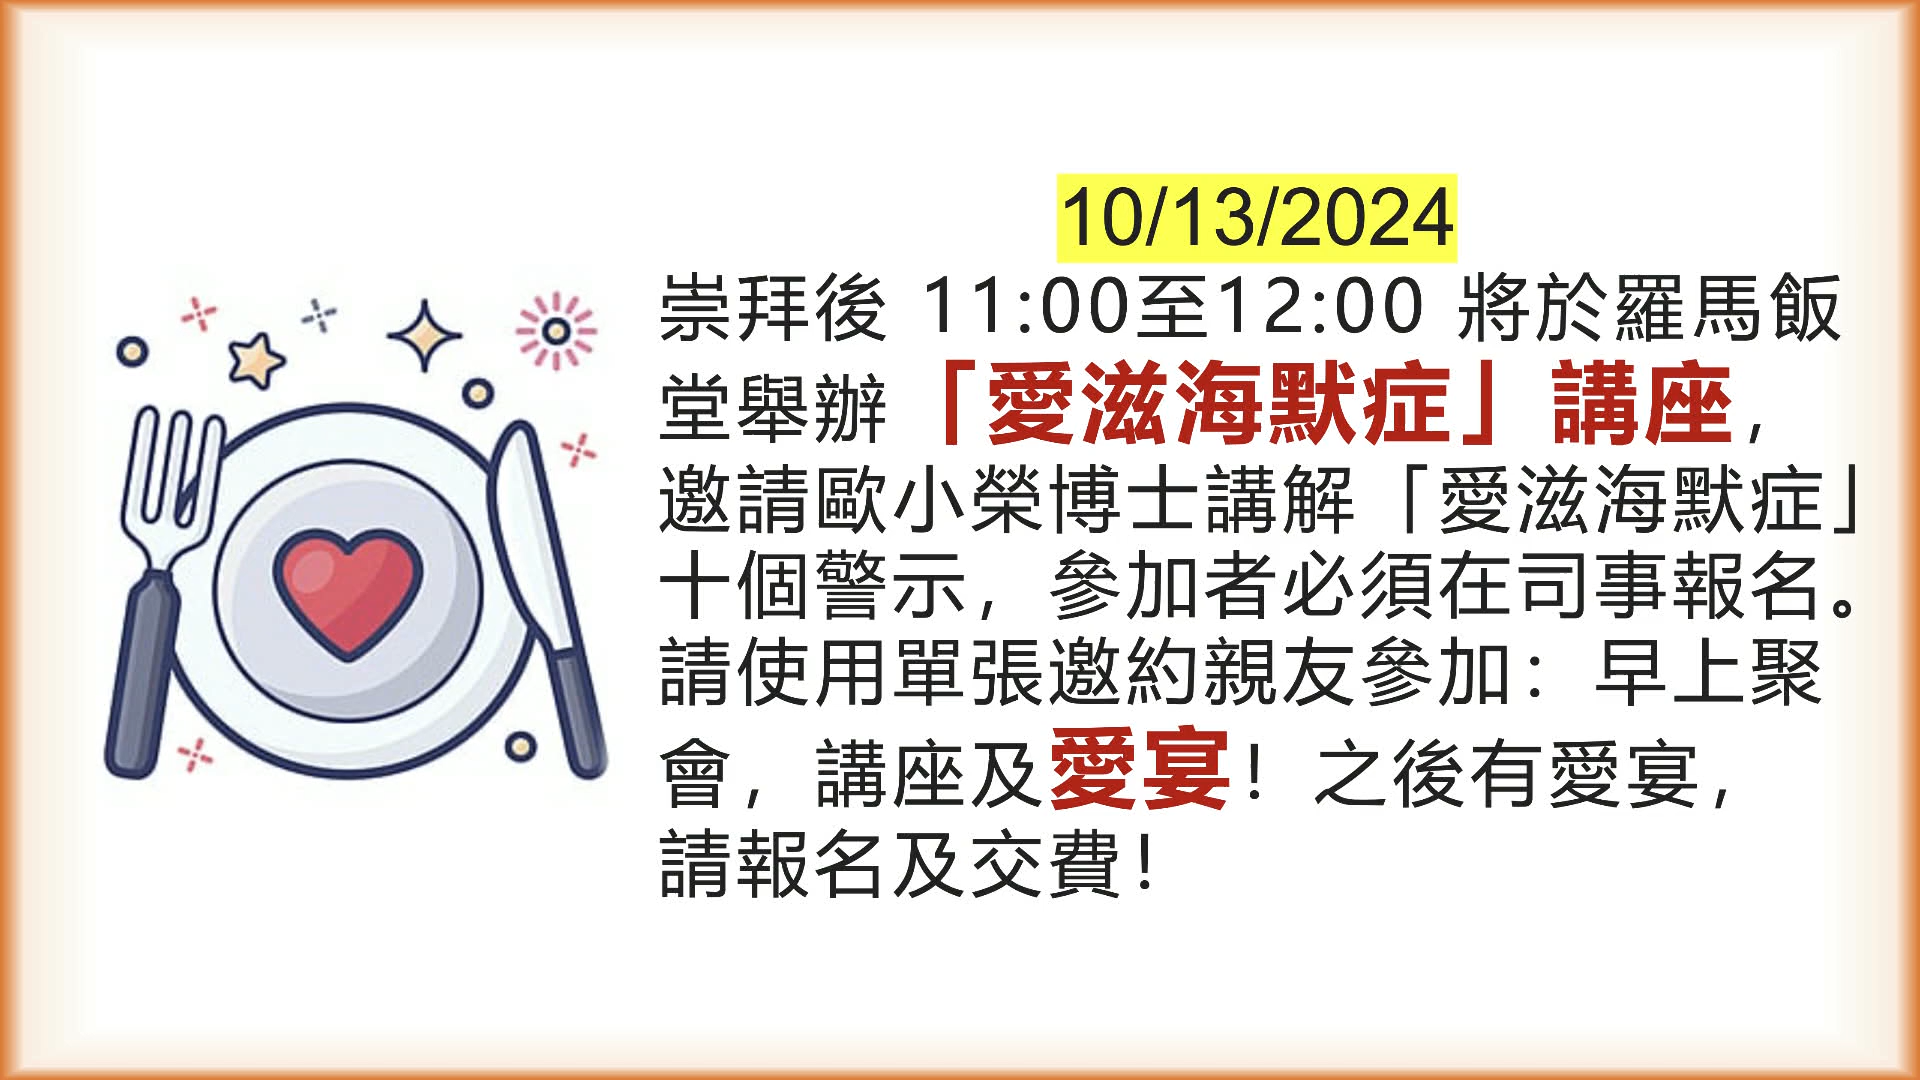 10/13/2024
崇拜後 11:00至12:00 將於羅馬飯
堂舉辦「愛滋海默症」講座，
邀請歐小榮博士講解「愛滋海默症」
十個警示，參加者必須在司事報名。
請使用單張邀約親友參加：早上聚
會，講座及愛宴！之後有愛宴，
請報名及交費！